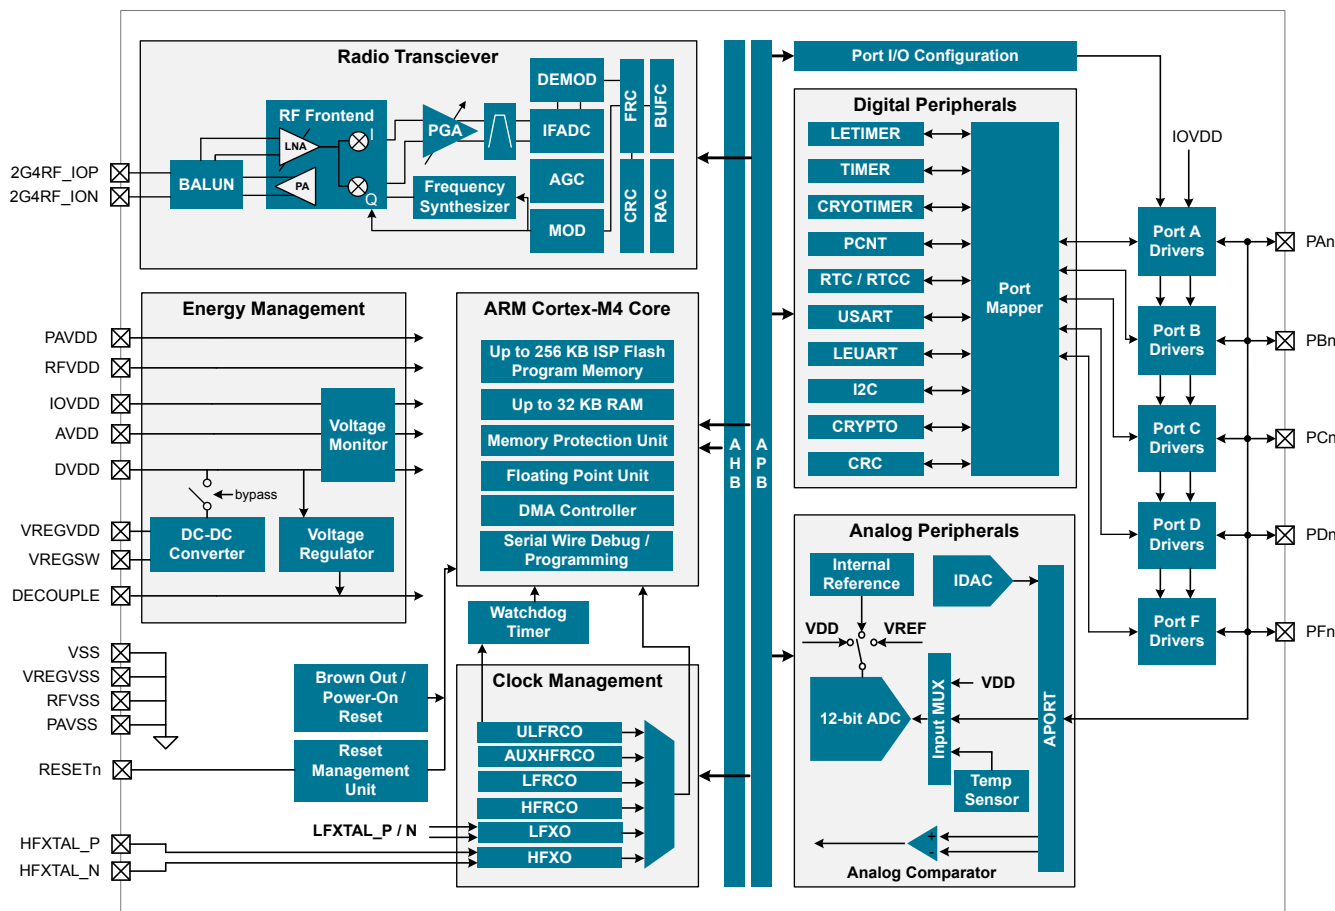 Radio Transciever
RF Frontend
LNA
PA
I
Q
BALUN
PGA
DEMOD
IFADC
AGC
MOD
Frequency
Synthesizer
FRC
BUFC
CRC
RAC
2G4RF_IOP
2G4RF_ION
Energy Management
PAVDD
RFVDD
IOVDD
AVDD
DVDD
VREGVDD
VREGSW
DECOUPLE
Voltage
Monitor
bypass
DC-DC
Converter
Voltage
Regulator
VSS
VREGVSS
RFVSS
PAVSS
RESETn
HFXTAL_P
HFXTAL_N
Brown Out /
Power-On
Reset
Reset
Management
Unit
LFXTAL_P / N
ARM Cortex-M4 Core
Up to 256 KB ISP Flash
Program Memory
Up to 32 KB RAM
Memory Protection Unit
Floating Point Unit
DMA Controller
Serial Wire Debug /
Programming
Watchdog
Timer
Clock Management
ULFRCO
AUXHFRCO
LFRCO
HFRCO
LFXO
HFXO
AHB
APB
Port I/O Configuration
Digital Peripherals
LETIMER
TIMER
CRYOTIMER
PCNT
RTC / RTCC
USART
LEUART
I2C
CRYPTO
CRC
Port
Mapper
Analog Peripherals
Internal
Reference
IDAC
VDD
VREF
12-bit ADC
Input MUX
VDD
Temp
Sensor
APORT
+
-
Analog Comparator
IOVDD
Port A
Drivers
Port B
Drivers
Port C
Drivers
Port D
Drivers
Port F
Drivers
PAn
PBn
PCn
PDn
PFn